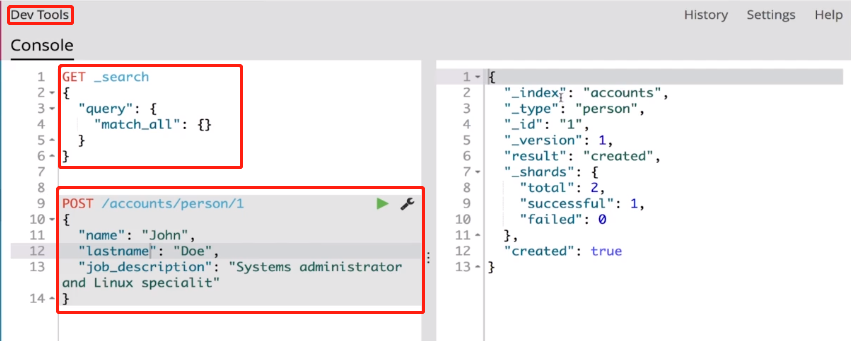 Dev Tools
History Settings Help
Console
1 GET _search
2 {
3 "query": {
4 "match_all": {}
5 }
6 }
7
8
9 POST /accounts/person/1
10 {
11 "name": "John",
12 "lastname": "Doe",
13 "job_description": "Systems administrator
and Linux specialit"
14 }
1 {
2 "_index": "accounts",
3 "_type": "person",
4 "_id": "1",
5 "_version": 1,
6 "result": "created",
7 "_shards": {
8 "total": 2,
9 "successful": 1,
10 "failed": 0
11 },
12 "created": true
13 }